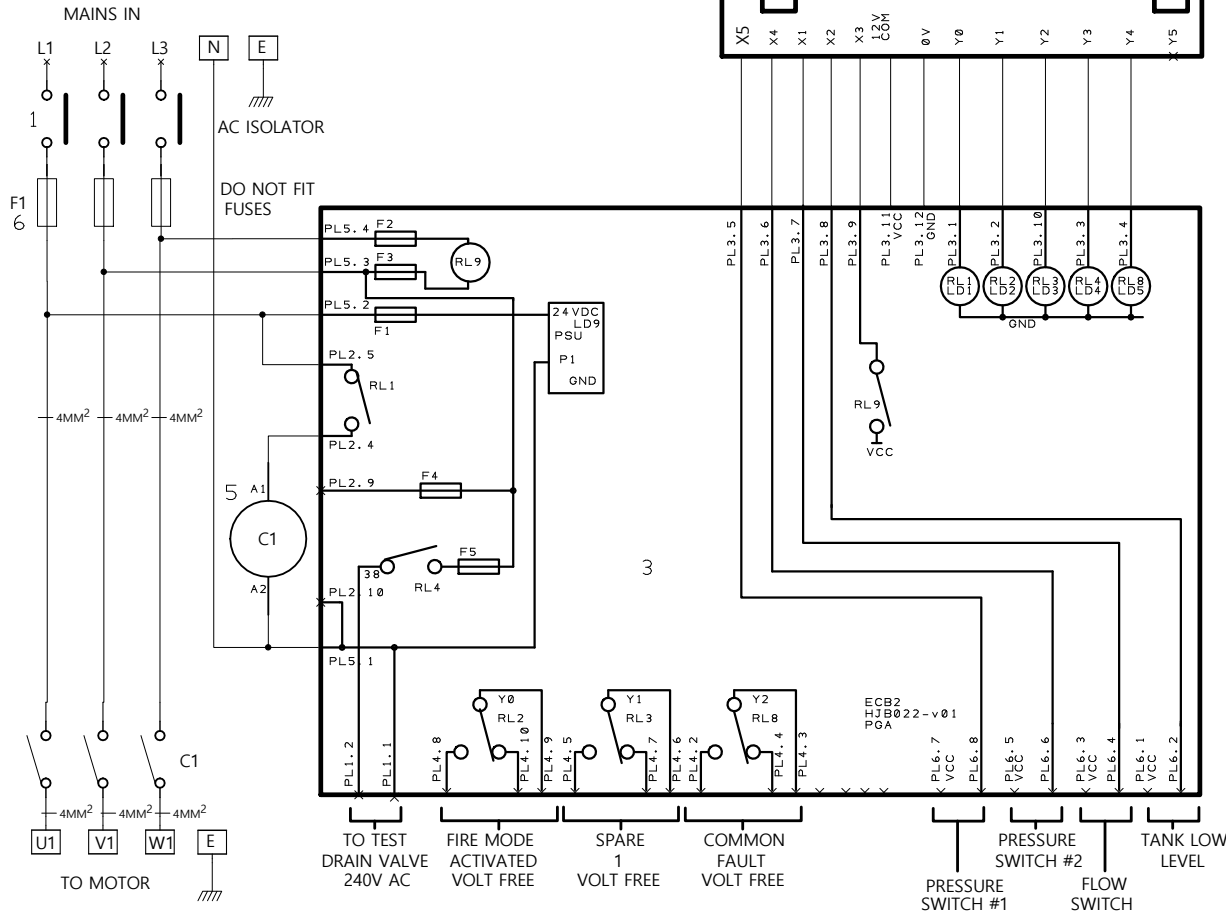 MAINS IN
L1
L2
L3
N
E
1
AC ISOLATOR
F1
6
DO NOT FIT
FUSES
X5
X4
X1
X2
X3
12V
COM
0V
Y0
Y1
Y2
Y3
Y4
Y5
PL5.4
F2
RL9
PL5.3
F3
PL5.2
F1
24VDC
LD9
PSU
P1
GND
PL2.5
RL1
PL2.4
PL2.9
F4
4MM²
4MM²
4MM²
5
A1
C1
A2
38
RL4
F5
PL2.10
PL5.1
3
PL3.5
PL3.6
PL3.7
PL3.8
PL3.9
PL3.11
VCC
PL3.12
GND
PL3.1
PL3.2
PL3.10
PL3.3
PL3.4
RL1
LD1
RL2
LD2
RL3
LD3
RL4
LD4
RL8
LD5
GND
RL9
VCC
Y0
RL2
Y1
RL3
Y2
RL8
ECB2
HJB022-v01
PGA
PL1.2
PL1.1
PL4.8
PL4.10
PL4.9
PL4.5
PL4.7
PL4.6
PL4.2
PL4.4
PL4.3
PL6.7
VCC
PL6.8
PL6.5
VCC
PL6.6
PL6.3
VCC
PL6.4
PL6.1
VCC
PL6.2
C1
4MM²
4MM²
4MM²
U1
V1
W1
E
TO MOTOR
TO TEST
DRAIN VALVE
240V AC
FIRE MODE
ACTIVATED
VOLT FREE
SPARE
1
VOLT FREE
COMMON
FAULT
VOLT FREE
PRESSURE
SWITCH #1
PRESSURE
SWITCH #2
FLOW
SWITCH
TANK LOW
LEVEL